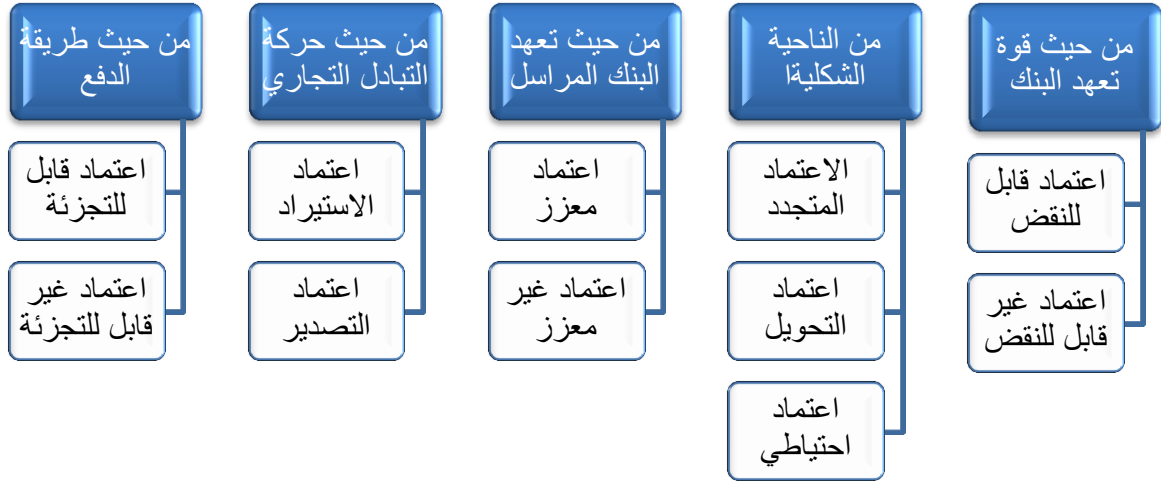 من حيث قوة
تعهد البنك
اعتماد قابل
للنقض
اعتماد غير
قابل للنقض
من الناحية
الشكليةا
الاعتماد
المتجدد
اعتماد
التحويل
اعتماد
احتياطي
من حيث تعهد
البنك المراسل
اعتماد
معزز
اعتماد غير
معزز
من حيث حركة
التبادل التجاري
اعتماد
الاستيراد
اعتماد
التصدير
من حيث طريقة
الدفع
اعتماد قابل
للتجزئة
اعتماد غير
قابل للتجزئة